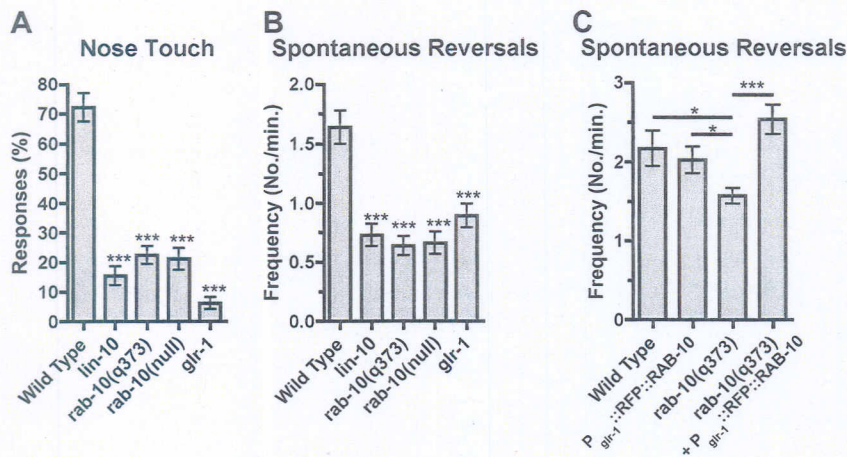 A
Nose Touch
Responses (%)
80
70
60
50
40
30
20
10
0
***
***
***
***
Wild Type
lin-10
rab-10(q373)
rab-10(null)
glr-1
B
Spontaneous Reversals
Frequency (No./min.)
2.0
1.5
1.0
0.5
0.0
***
***
***
***
Wild Type
lin-10
rab-10(q373)
rab-10(null)
glr-1
C
Spontaneous Reversals
Frequency (No./min.)
3
2
1
0
*
*
***
Wild Type
P glr-1::RFP::RAB-10
rab-10(q373)
rab-10(q373)
+ P glr-1::RFP::RAB-10